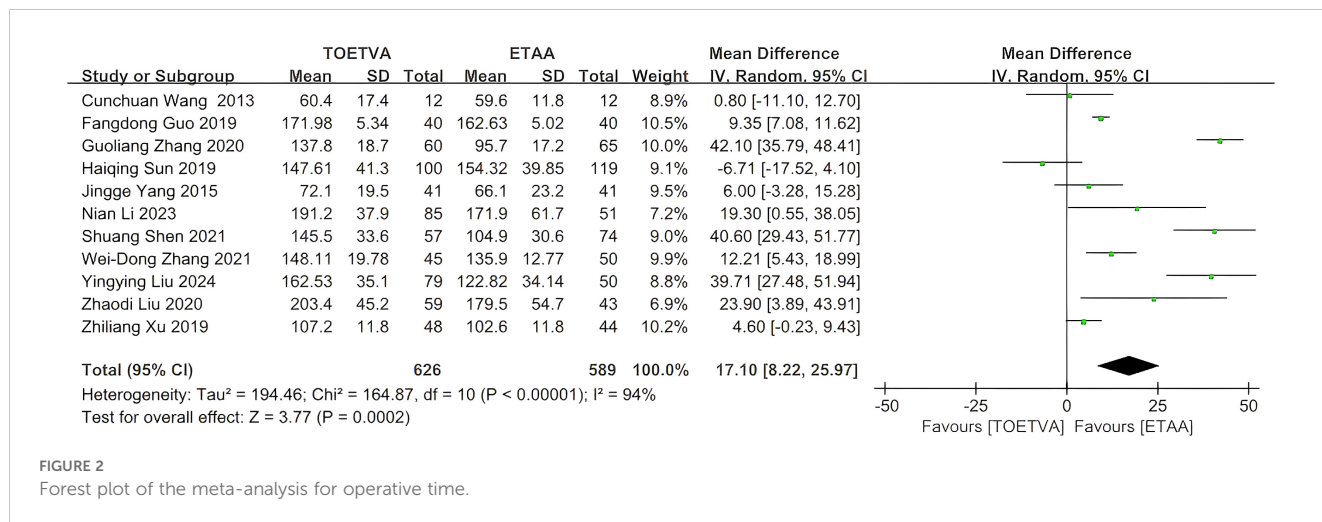 TOETVA ETAA Mean Difference Mean Difference
Study or Subgroup Mean SD Total Mean SD Total Weight IV, Random, 95% CI IV, Random, 95% CI
Cunchuan Wang 2013 60.4 17.4 12 59.6 11.8 12 8.9% 0.80 [-11.10, 12.70]
Fangdong Guo 2019 171.98 5.34 40 162.63 5.02 40 10.5% 9.35 [7.08, 11.62]
Guoliang Zhang 2020 137.8 18.7 60 95.7 17.2 65 10.0% 42.10 [35.79, 48.41]
Haiqing Sun 2019 147.61 41.3 100 154.32 39.85 119 9.1% -6.71 [-17.52, 4.10]
Jingge Yang 2015 72.1 19.5 41 66.1 23.2 41 9.5% 6.00 [-3.28, 15.28]
Nian Li 2023 191.2 37.9 85 171.9 61.7 51 7.2% 19.30 [0.55, 38.05]
Shuang Shen 2021 145.5 33.6 57 104.9 30.6 74 9.0% 40.60 [29.43, 51.77]
Wei-Dong Zhang 2021 148.11 19.78 45 135.9 12.77 50 9.9% 12.21 [5.43, 18.99]
Yingying Liu 2024 162.53 35.1 79 122.82 34.14 50 8.8% 39.71 [27.48, 51.94]
Zhaodi Liu 2020 203.4 45.2 59 179.5 54.7 43 6.9% 23.90 [3.89, 43.91]
Zhiliang Xu 2019 107.2 11.8 48 102.6 11.8 44 10.2% 4.60 [-0.23, 9.43]
Total (95% CI) 626 589 100.0% 17.10 [8.22, 25.97]
Heterogeneity: Tau² = 194.46; Chi² = 164.87, df = 10 (P < 0.00001); I² = 94%
Test for overall effect: Z = 3.77 (P = 0.0002)
-50 -25 0 25 50
Favours [TOETVA] Favours [ETAA]
FIGURE 2
Forest plot of the meta-analysis for operative time.